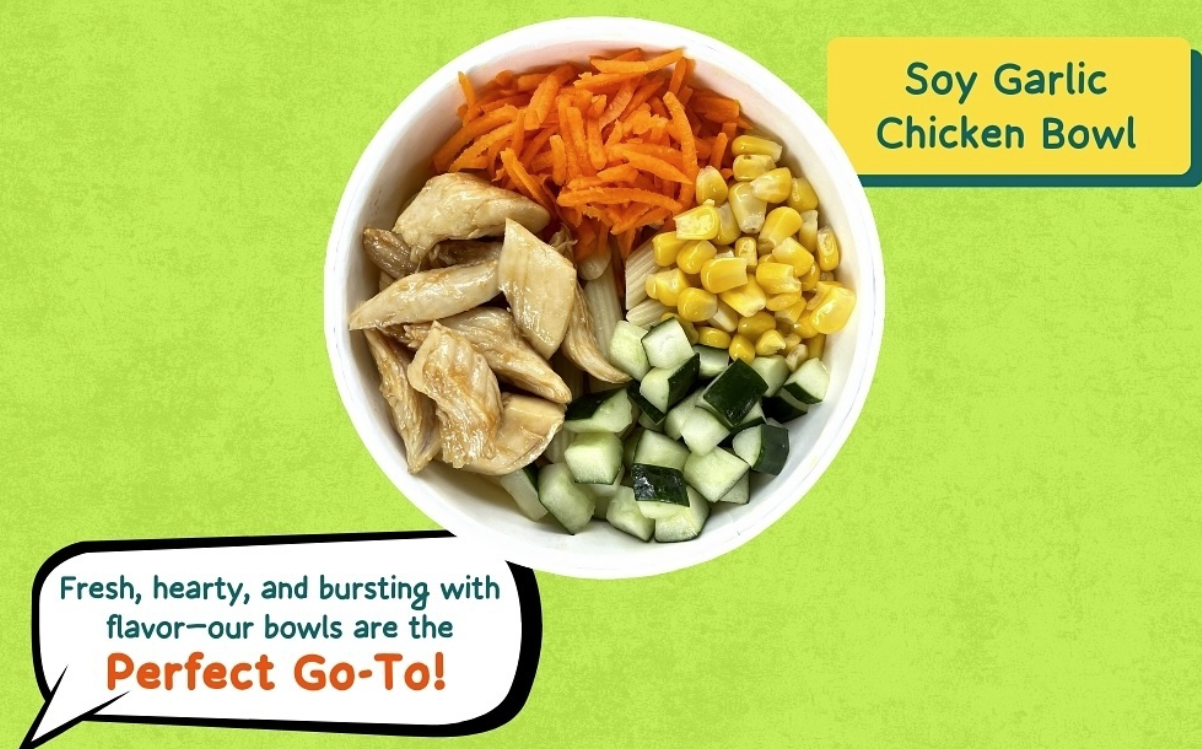 Soy Garlic
Chicken Bowl
Fresh, hearty, and bursting with
flavor—our bowls are the
Perfect Go-To!